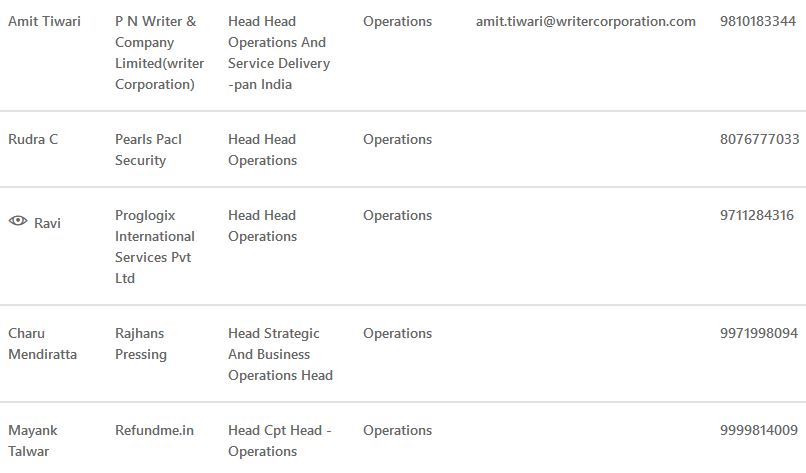 Amit Tiwari P N Writer & Head Head Operations amit.tiwari@writercorporation.com 9810183344
Company Operations And
Limited(writer Service Delivery
Corporation) -pan India
Rudra C Pearls Pacl Head Head Operations 8076777033
Security Operations
Ravi Proglogix Head Head Operations 9711284316
International Operations
Services Pvt
Ltd
Charu Rajhans Head Strategic Operations 9971998094
Mendiratta Pressing And Business
Operations Head
Mayank Refundme.in Head Cpt Head - Operations 9999814009
Talwar Operations